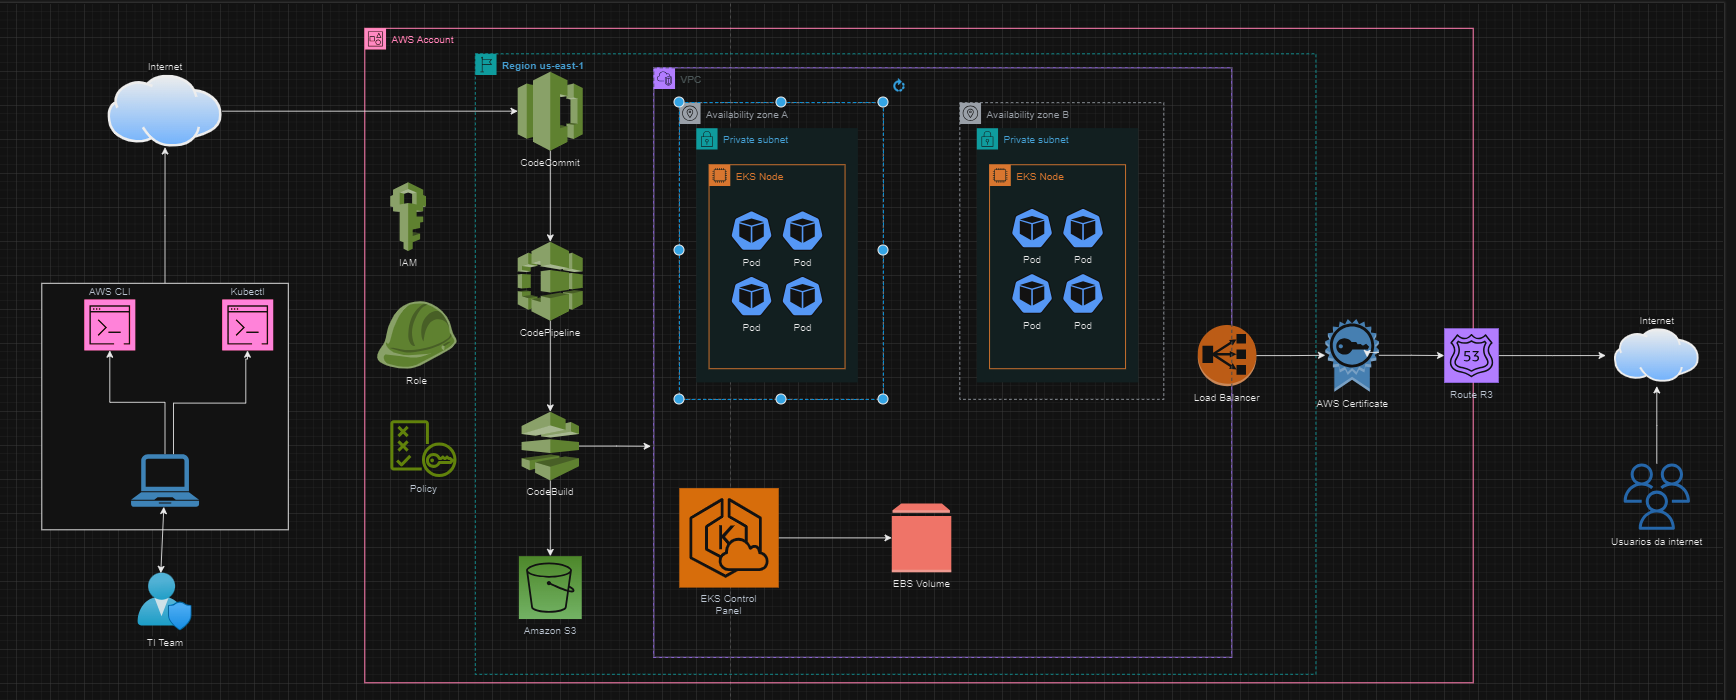 AWS Account
Internet
Region us-east-1
VPC
Availability zone A
Availability zone B
Private subnet
Private subnet
CodeCommit
EKS Node
EKS Node
Pod
Pod
Pod
Pod
IAM
AWS CLI
Kubectl
Pod
Pod
Pod
Pod
CodePipeline
Internet
53
Role
Load Balancer
AWS Certificate
Route R3
Policy
CodeBuild
K
Usuarios da internet
EBS Volume
EKS Control
Panel
Amazon S3
TI Team